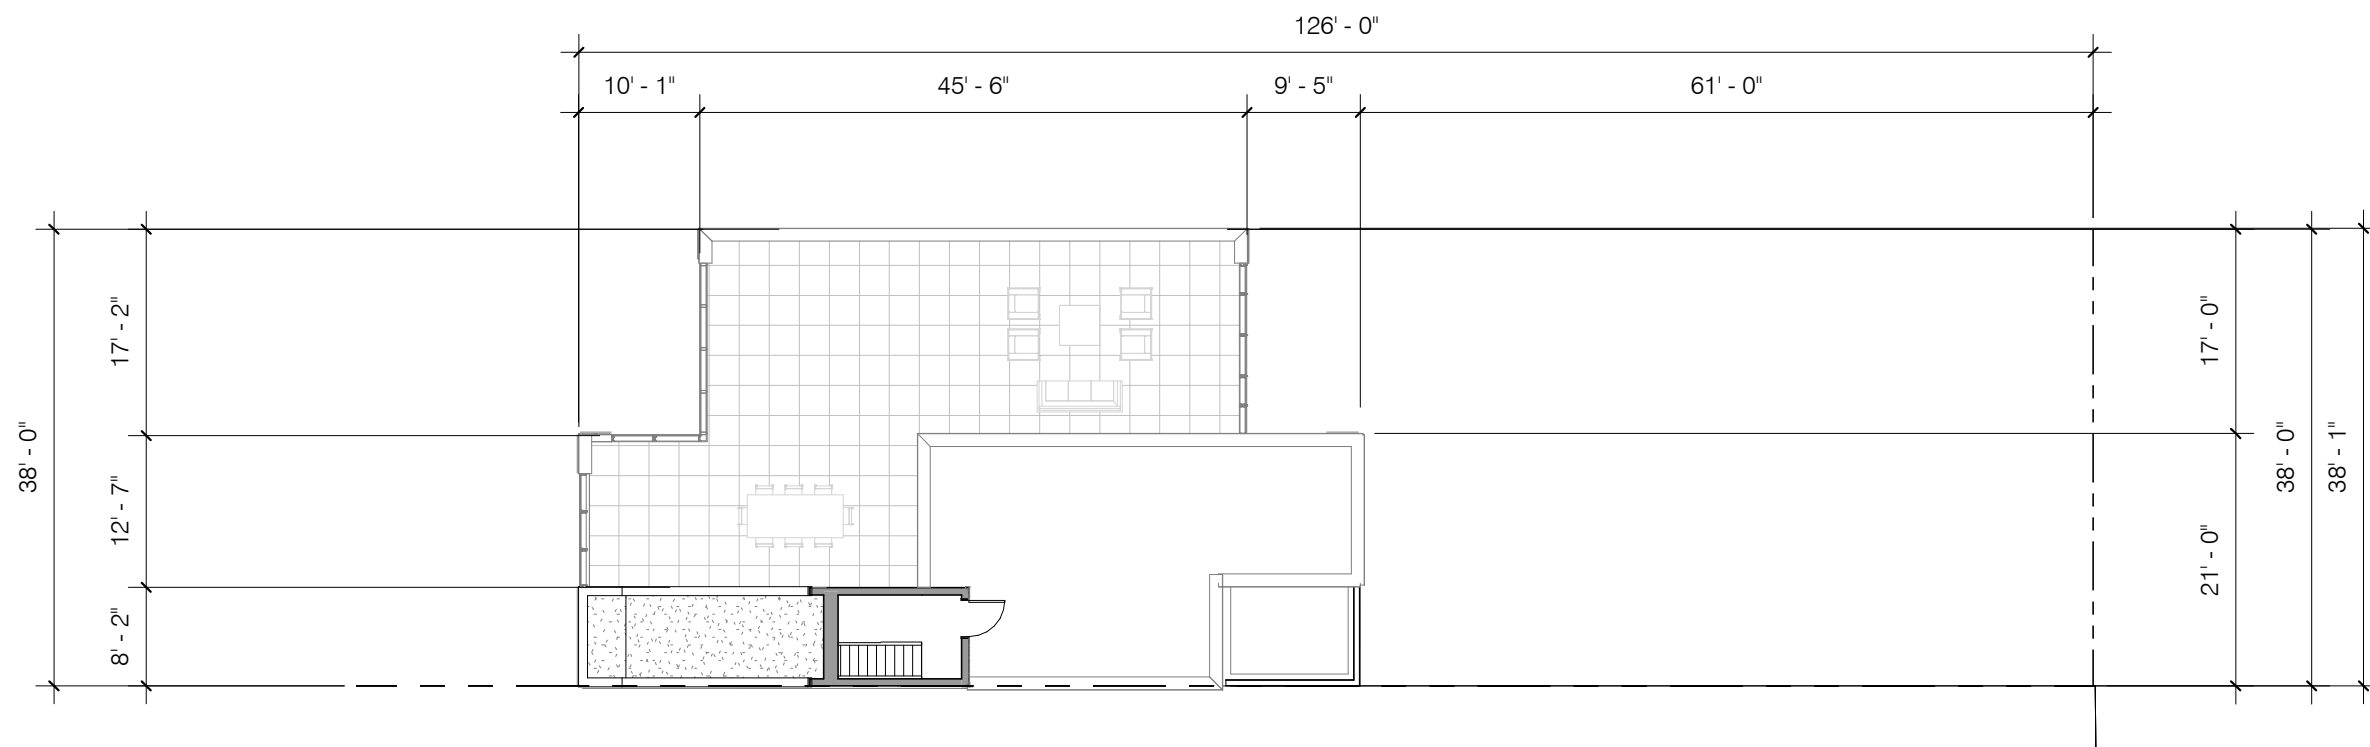 126' - 0"
10' - 1"
45' - 6"
9' - 5"
61' - 0"
17' - 2"
17' - 0"
38' - 0"
38' - 0"
38' - 1"
12' - 7"
21' - 0"
8' - 2"